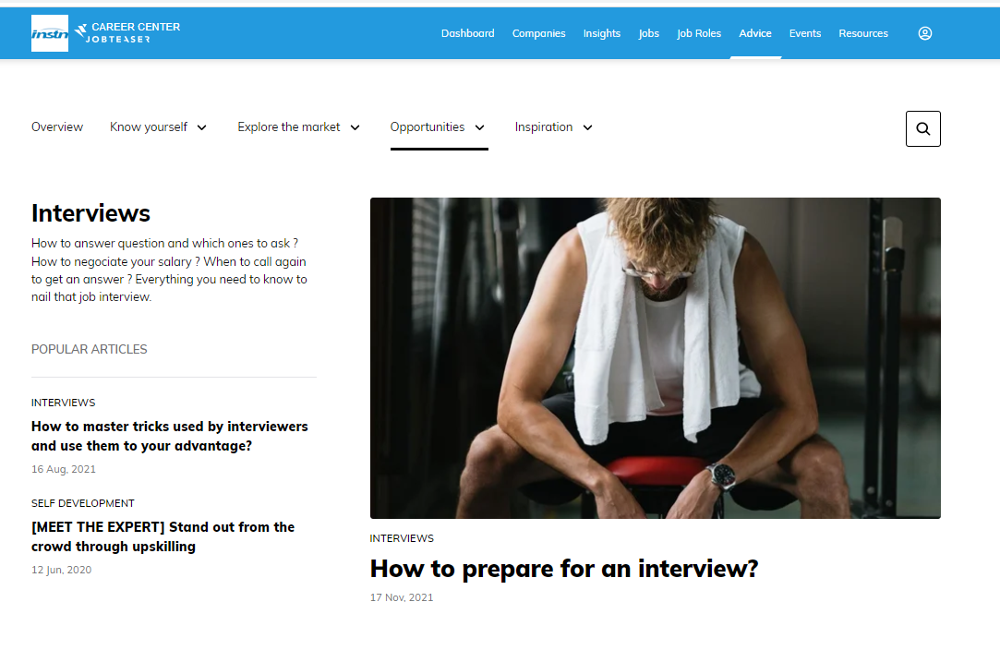 instn
CAREER CENTER
JOBTEASER
Dashboard Companies Insights Jobs Job Roles Advice Events Resources
Overview Know yourself Explore the market Opportunities Inspiration
Interviews
How to answer question and which ones to ask ?
How to negociate your salary ? When to call again
to get an answer ? Everything you need to know to
nail that job interview.
POPULAR ARTICLES
INTERVIEWS
How to master tricks used by interviewers
and use them to your advantage?
16 Aug, 2021
SELF DEVELOPMENT
[MEET THE EXPERT] Stand out from the
crowd through upskilling
12 Jun, 2020
INTERVIEWS
How to prepare for an interview?
17 Nov, 2021